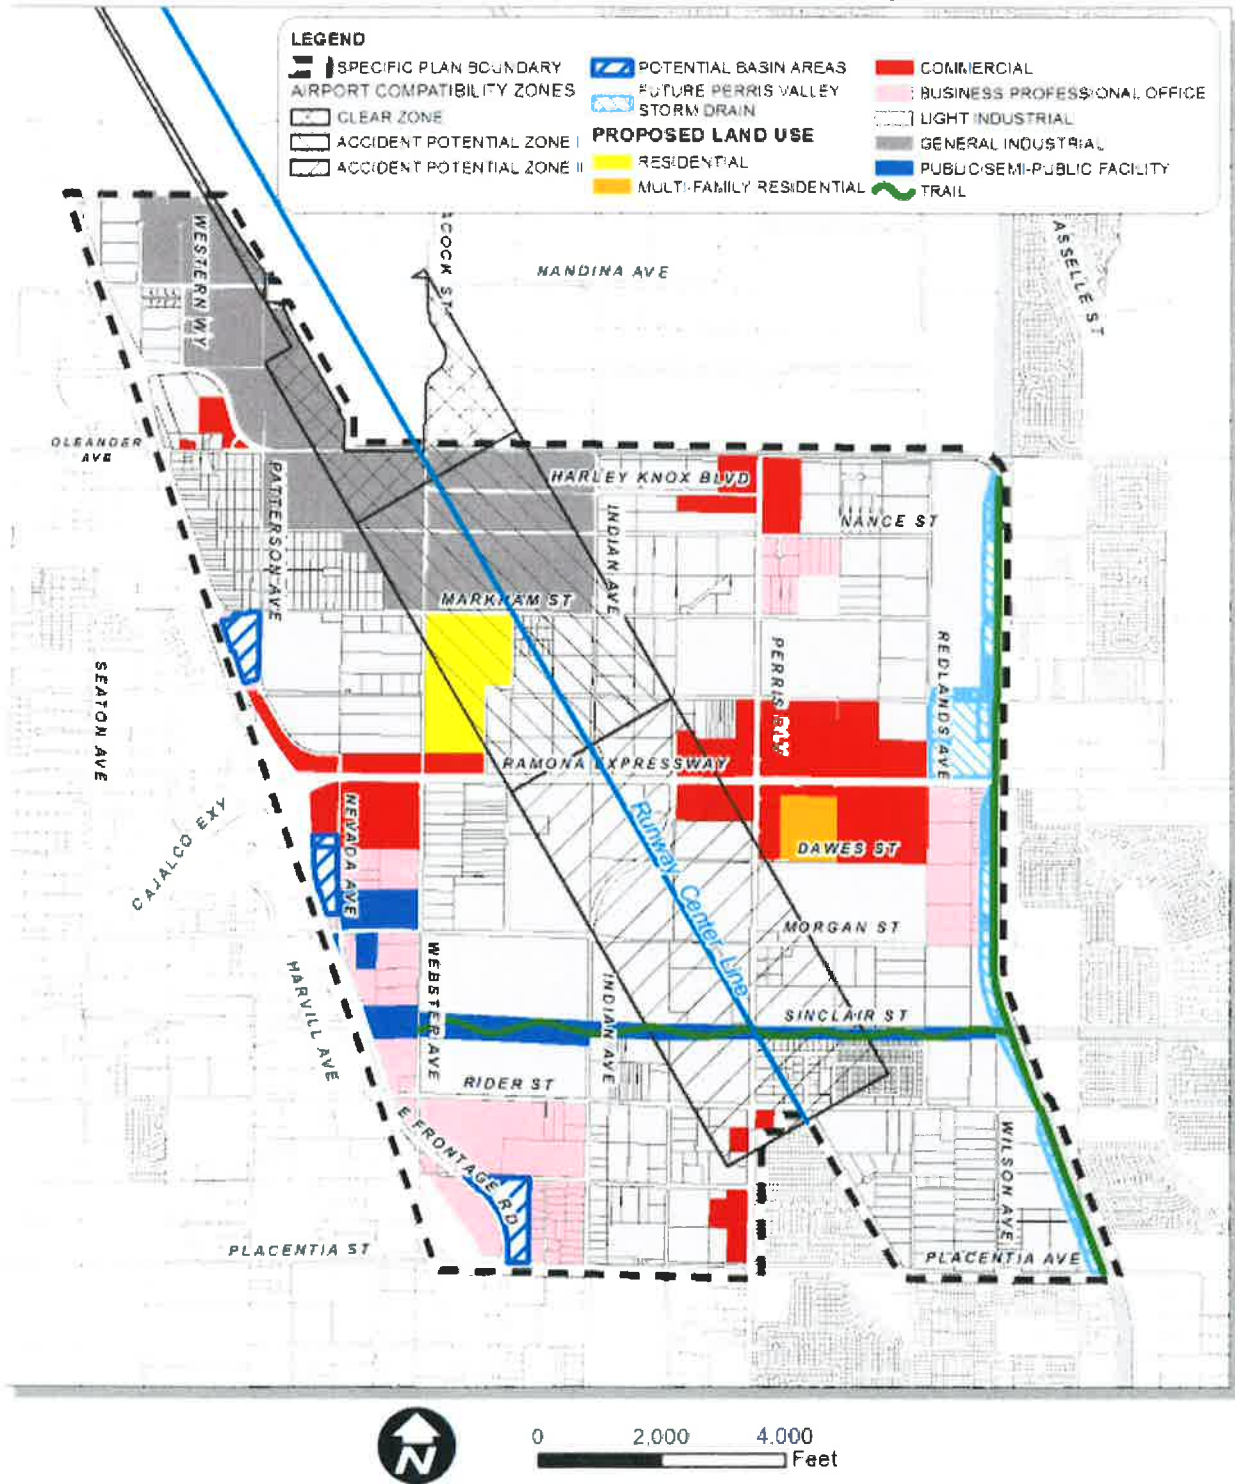 LEGEND
SPECIFIC PLAN BOUNDARY
AIRPORT COMPATIBILITY ZONES
CLEAR ZONE
ACCIDENT POTENTIAL ZONE I
ACCIDENT POTENTIAL ZONE II
POTENTIAL BASIN AREAS
FUTURE PERRIS VALLEY
STORM DRAIN
PROPOSED LAND USE
RESIDENTIAL
MULTI-FAMILY RESIDENTIAL
COMMERCIAL
BUSINESS PROFESSIONAL OFFICE
LIGHT INDUSTRIAL
GENERAL INDUSTRIAL
PUBLIC/SEMI-PUBLIC FACILITY
TRAIL
WESTERN WY
ACOCK ST
NANDINA AVE
ASSELLE ST
OLEANDER
AVE
PATTERSON AVE
HARLEY KNOX BLVD
INDIAN AVE
NANCE ST
MARKHAM ST
SEATON AVE
PERRIS BLV
REDLANDS AVE
RAMONA EXPRESSWAY
CAJALCO EXY
NEVADA AVE
Runway Center Line
DAWES ST
MORGAN ST
HARVILL AVE
WEBSTER AVE
INDIAN AVE
SINCLAIR ST
RIDER ST
E FRONTAGE RD
WILSON AVE
PLACENTIA ST
PLACENTIA AVE
N
0 2,000 4,000
Feet